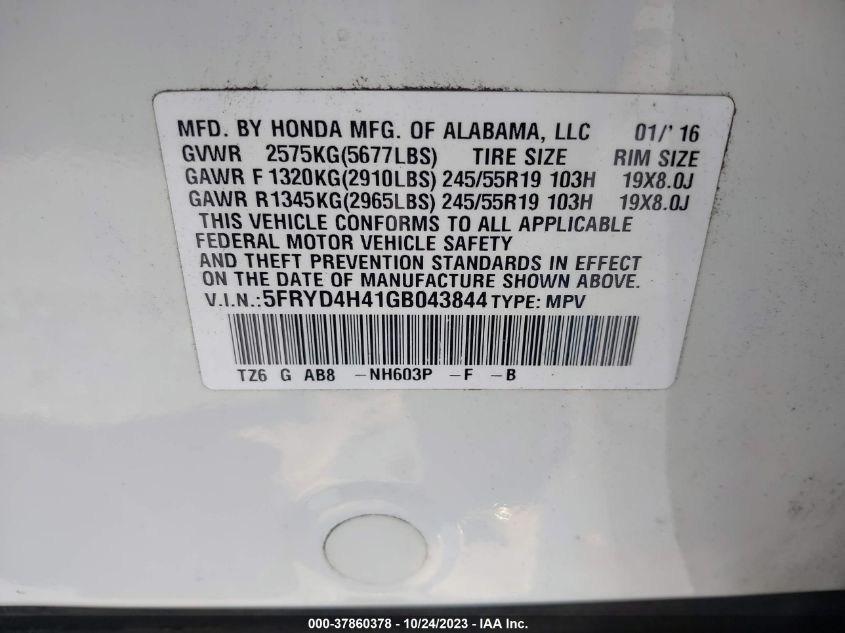 MFD. BY HONDA MFG. OF ALABAMA, LLC 01/' 16
GVWR 2575KG(5677LBS) TIRE SIZE RIM SIZE
GAWR F 1320KG(2910LBS) 245/55R19 103H 19X8.0J
GAWR R1345KG(2965LBS) 245/55R19 103H 19X8.0J
THIS VEHICLE CONFORMS TO ALL APPLICABLE
FEDERAL MOTOR VEHICLE SAFETY
AND THEFT PREVENTION STANDARDS IN EFFECT
ON THE DATE OF MANUFACTURE SHOWN ABOVE.
V.I.N.:5FRYD4H41GB043844 TYPE: MPV
TZ6 G AB8 -NH603P -F -B
000-37860378 - 10/24/2023 - IAA Inc.